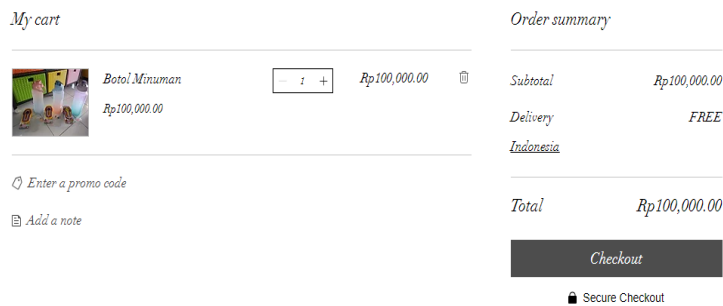 My cart
Botol Minuman
Rp100,000.00
1
Rp100,000.00
Enter a promo code
Add a note
Order summary
Subtotal Rp100,000.00
Delivery FREE
Indonesia
Total Rp100,000.00
Checkout
Secure Checkout